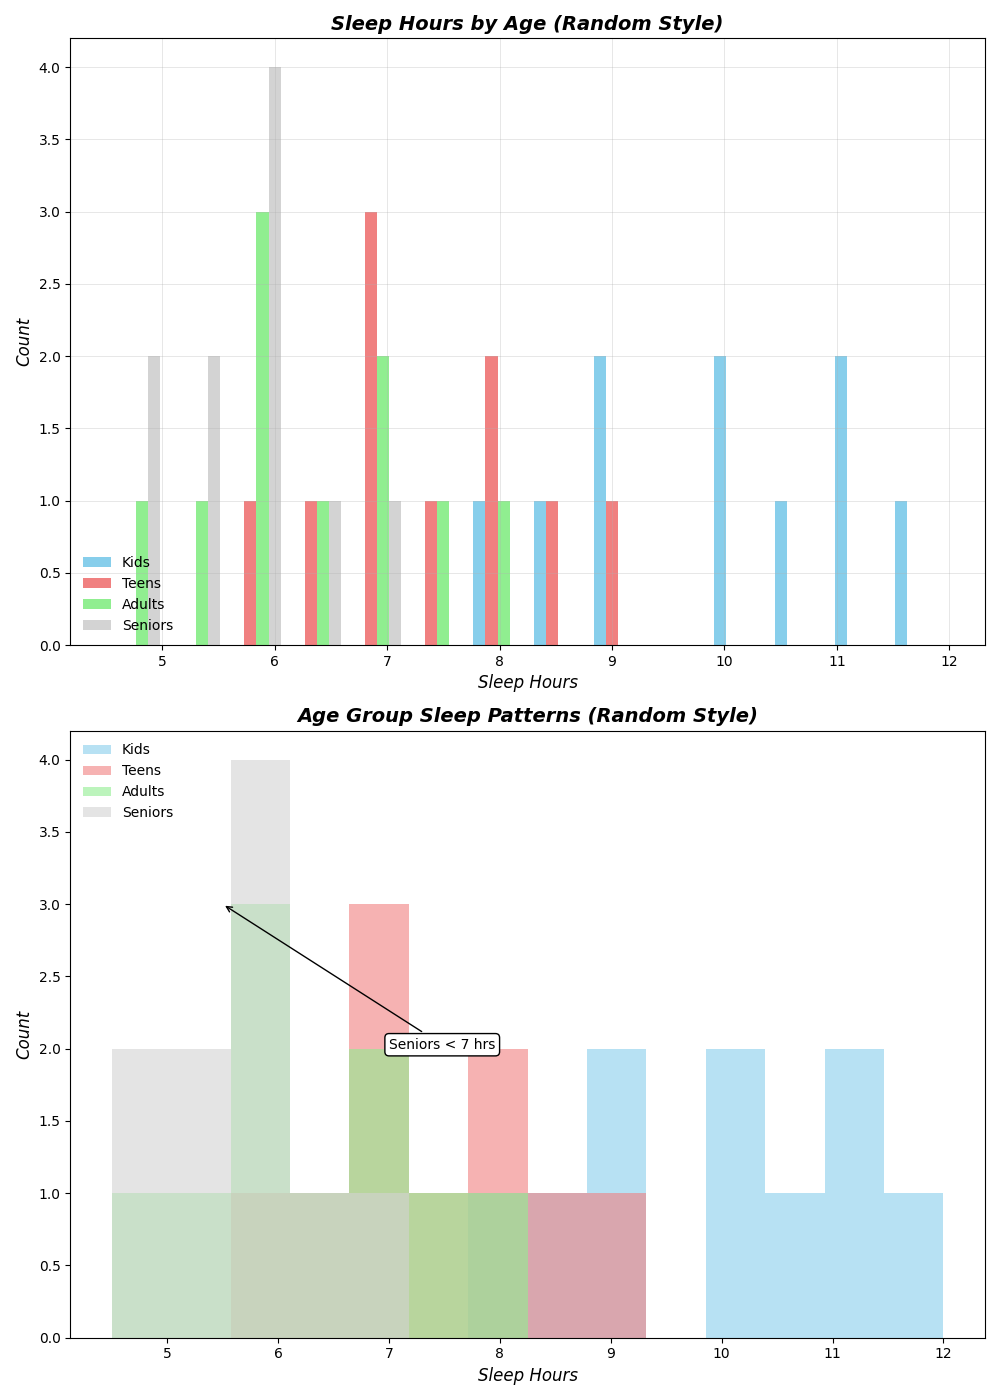 Sleep Hours by Age (Random Style)
4.0
3.5
3.0
2.5
2.0
1.5
1.0
0.5
0.0
Count
Kids
Teens
Adults
Seniors
5 6 7 8 9 10 11 12
Sleep Hours
Age Group Sleep Patterns (Random Style)
Kids
Teens
Adults
Seniors
4.0
3.5
3.0
2.5
2.0
1.5
1.0
0.5
0.0
Count
Seniors < 7 hrs
5 6 7 8 9 10 11 12
Sleep Hours